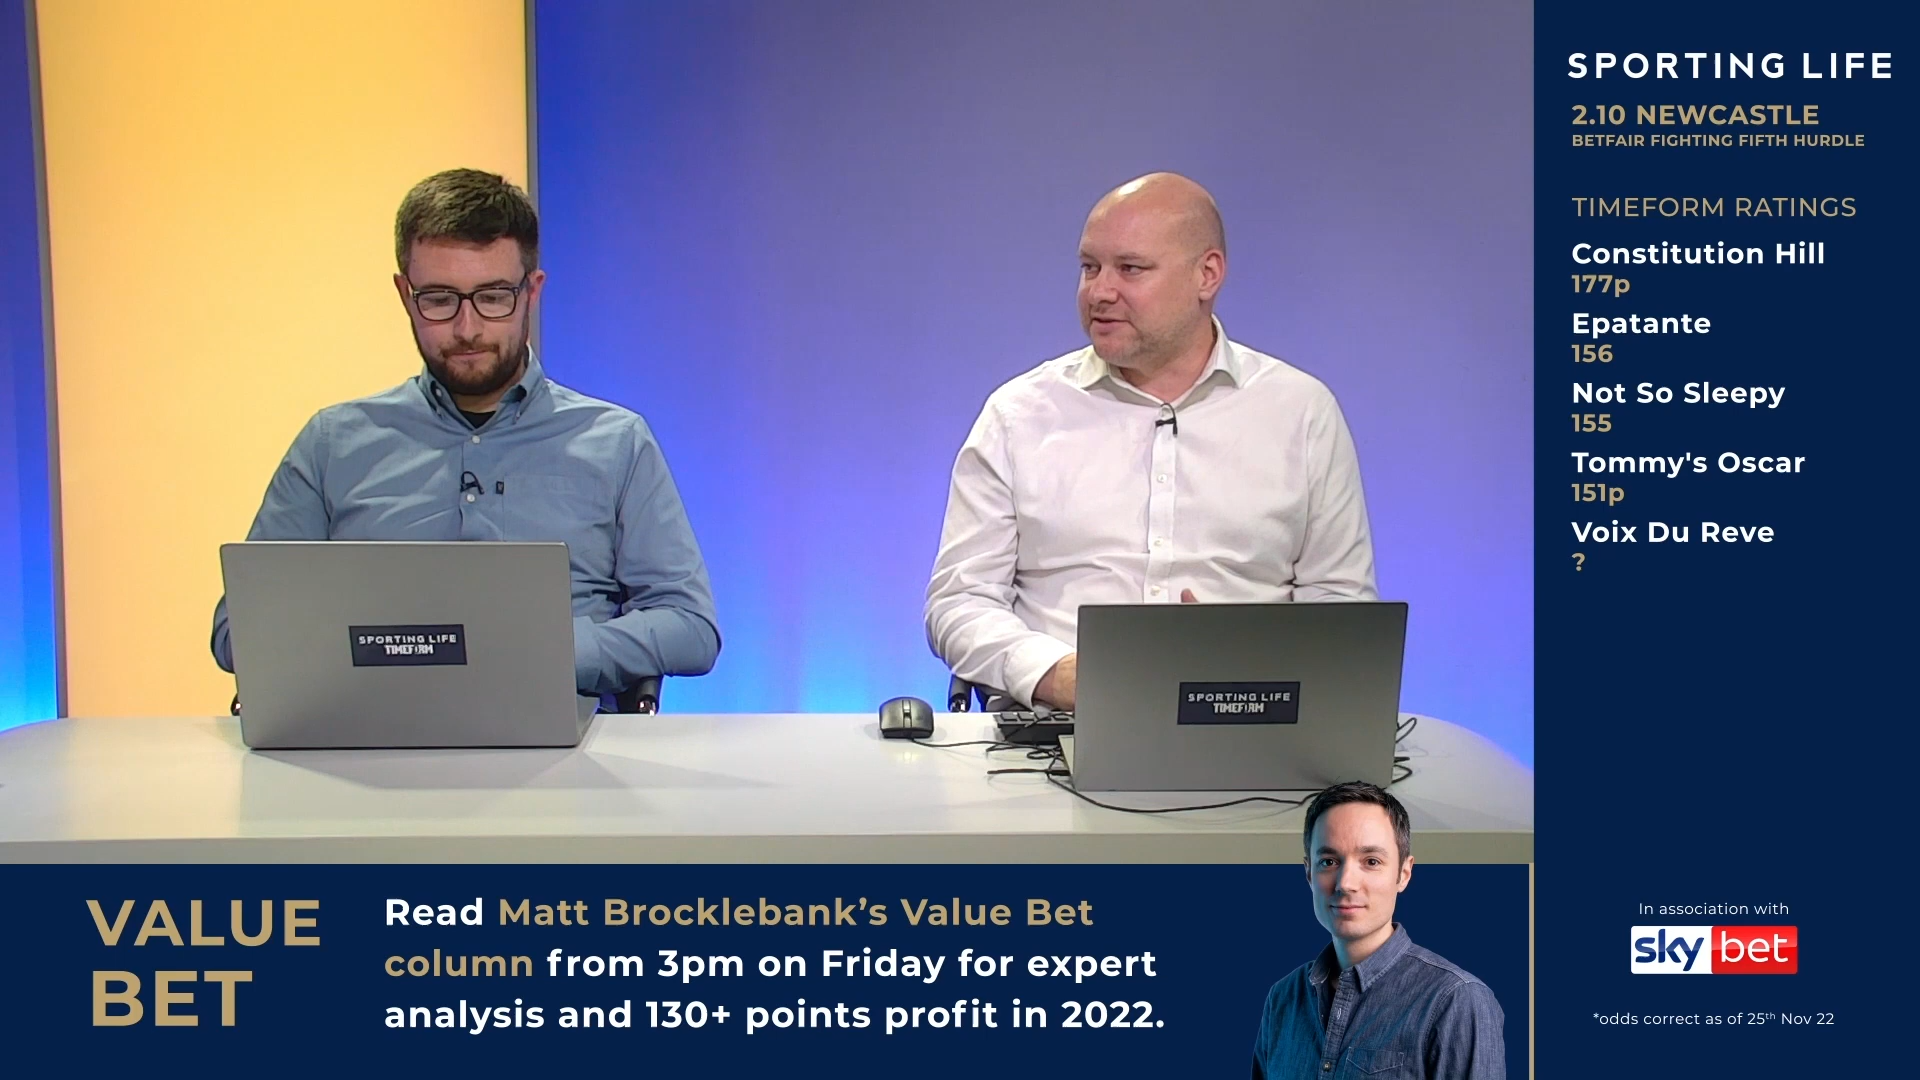 SPORTING LIFE
2.10 NEWCASTLE
BETFAIR FIGHTING FIFTH HURDLE
TIMEFORM RATINGS
Constitution Hill
177p
Epatante
156
Not So Sleepy
155
Tommy's Oscar
151p
Voix Du Reve
?
SPORTING LIFE
TIMEFORM
SPORTING LIFE
TIMEFORM
VALUE
BET
Read Matt Brocklebank’s Value Bet
column from 3pm on Friday for expert
analysis and 130+ points profit in 2022.
In association with
sky bet
*odds correct as of 25th Nov 22